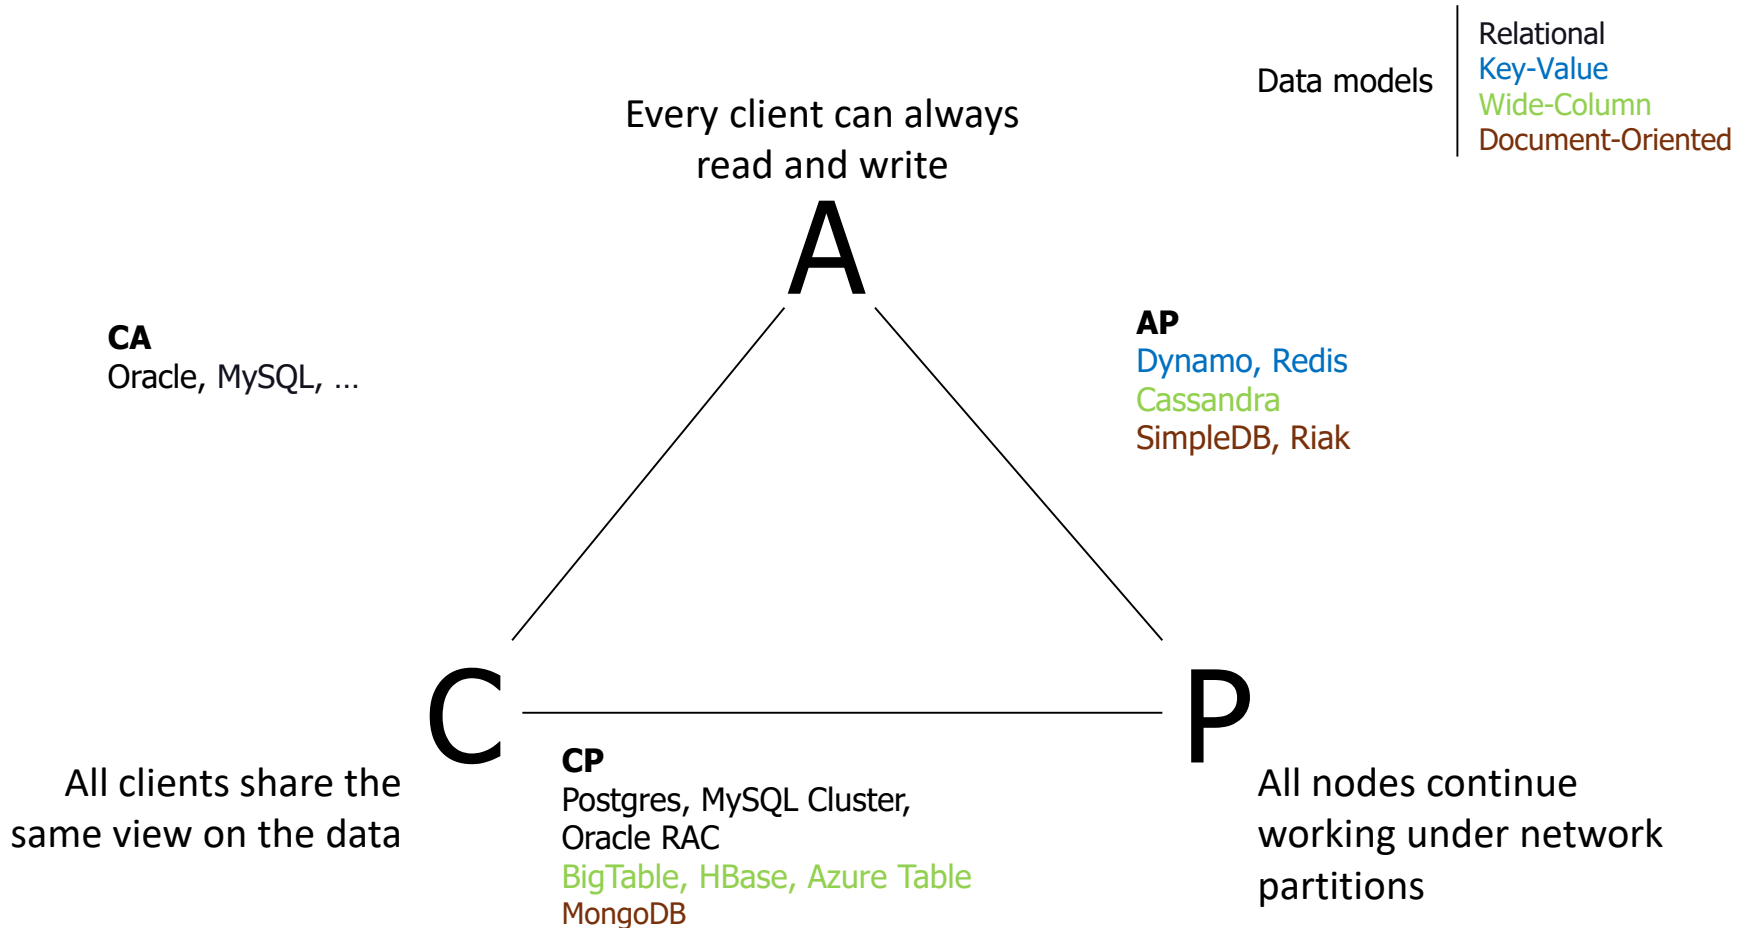 Data models
Relational
Key-Value
Wide-Column
Document-Oriented
Every client can always
read and write
A
CA
Oracle, MySQL, …
AP
Dynamo, Redis
Cassandra
SimpleDB, Riak
C
P
All clients share the
same view on the data
CP
Postgres, MySQL Cluster,
Oracle RAC
BigTable, HBase, Azure Table
MongoDB
All nodes continue
working under network
partitions